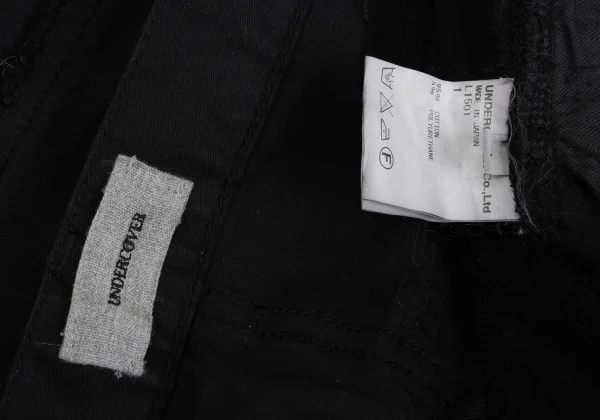 UNDERCOVER
UNDERC Co.,Ltd
MADE IN JAPAN
L1501
1
95% COTTON
5% POLYURETHANE
F